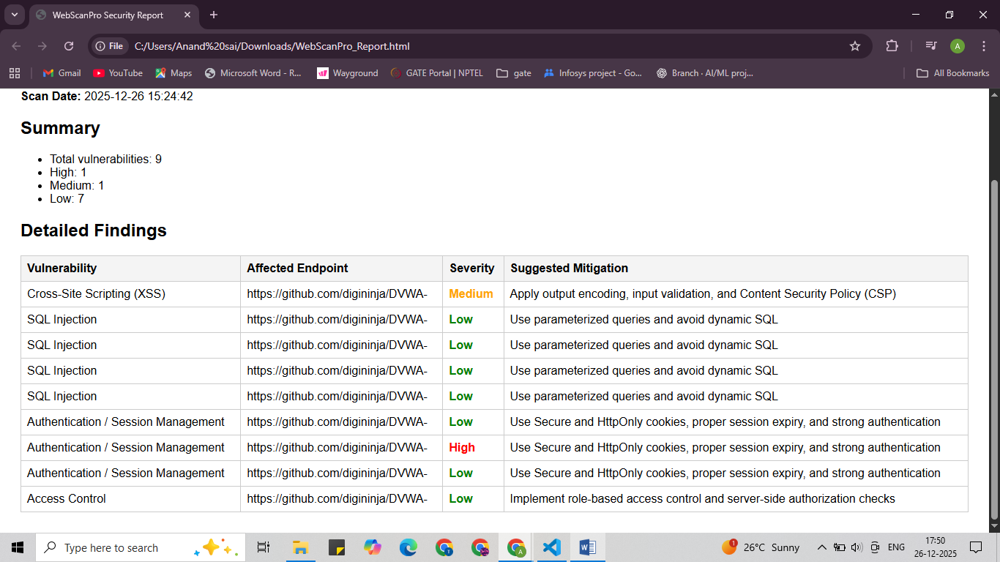 WebScanPro Security Report
File
C:/Users/Anand%20sai/Downloads/WebScanPro_Report.html
A
Gmail
YouTube
Maps
Microsoft Word - R...
Wayground
GATE Portal | NPTEL
gate
Infosys project - Go...
Branch · AI/ML proj...
All Bookmarks
Scan Date: 2025-12-26 15:24:42
Summary
• Total vulnerabilities: 9
• High: 1
• Medium: 1
• Low: 7
Detailed Findings
Vulnerability Affected Endpoint Severity Suggested Mitigation
Cross-Site Scripting (XSS) https://github.com/digininja/DVWA- Medium Apply output encoding, input validation, and Content Security Policy (CSP)
SQL Injection https://github.com/digininja/DVWA- Low Use parameterized queries and avoid dynamic SQL
SQL Injection https://github.com/digininja/DVWA- Low Use parameterized queries and avoid dynamic SQL
SQL Injection https://github.com/digininja/DVWA- Low Use parameterized queries and avoid dynamic SQL
SQL Injection https://github.com/digininja/DVWA- Low Use parameterized queries and avoid dynamic SQL
Authentication / Session Management https://github.com/digininja/DVWA- Low Use Secure and HttpOnly cookies, proper session expiry, and strong authentication
Authentication / Session Management https://github.com/digininja/DVWA- High Use Secure and HttpOnly cookies, proper session expiry, and strong authentication
Authentication / Session Management https://github.com/digininja/DVWA- Low Use Secure and HttpOnly cookies, proper session expiry, and strong authentication
Access Control https://github.com/digininja/DVWA- Low Implement role-based access control and server-side authorization checks
Type here to search
A
1
26°C Sunny
ENG
17:50
26-12-2025